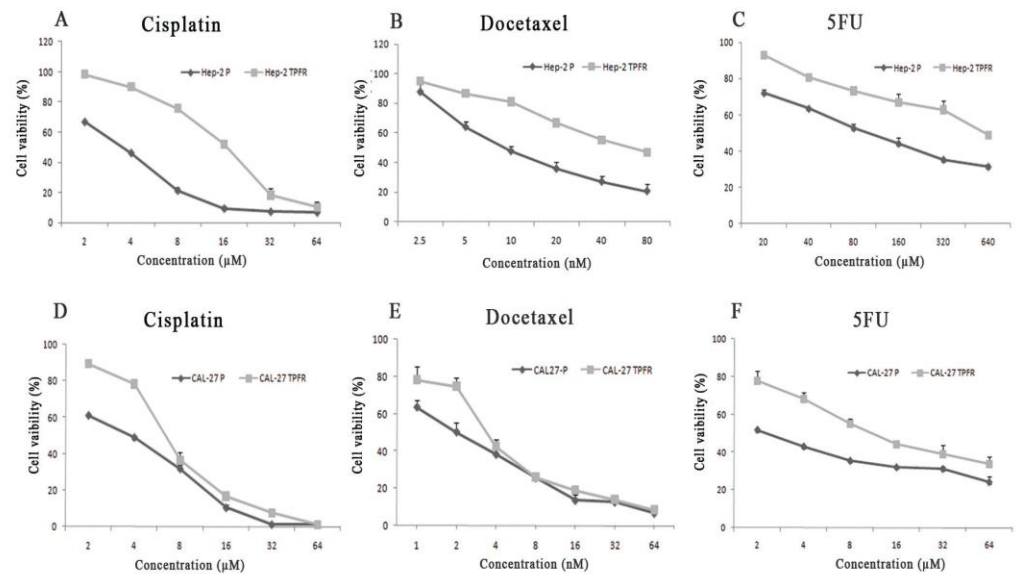 A
Cisplatin
120
100
80
60
40
20
0
Cell vaibility (%)
Hep-2 P
Hep-2 TPFR
2 4 8 16 32 64
Concentration (µM)
B
Docetaxel
120
100
80
60
40
20
0
Cell vaibility (%)
Hep-2 P
Hep-2 TPFR
2.5 5 10 20 40 80
Concentration (nM)
C
5FU
100
80
60
40
20
0
Cell vaibility (%)
Hep-2 P
Hep-2 TPFR
20 40 80 160 320 640
Concentration (µM)
D
Cisplatin
100
80
60
40
20
0
Cell vaibility (%)
CAL-27 P
CAL-27 TPFR
2 4 8 16 32 64
Concentration (µM)
E
Docetaxel
100
80
60
40
20
0
Cell vaibility (%)
CAL27-P
CAL-27 TPFR
1 2 4 8 16 32 64
Concentration (nM)
F
5FU
100
80
60
40
20
0
Cell vaibility (%)
CAL-27 P
CAL-27 TPFR
2 4 8 16 32 64
Concentration (µM)